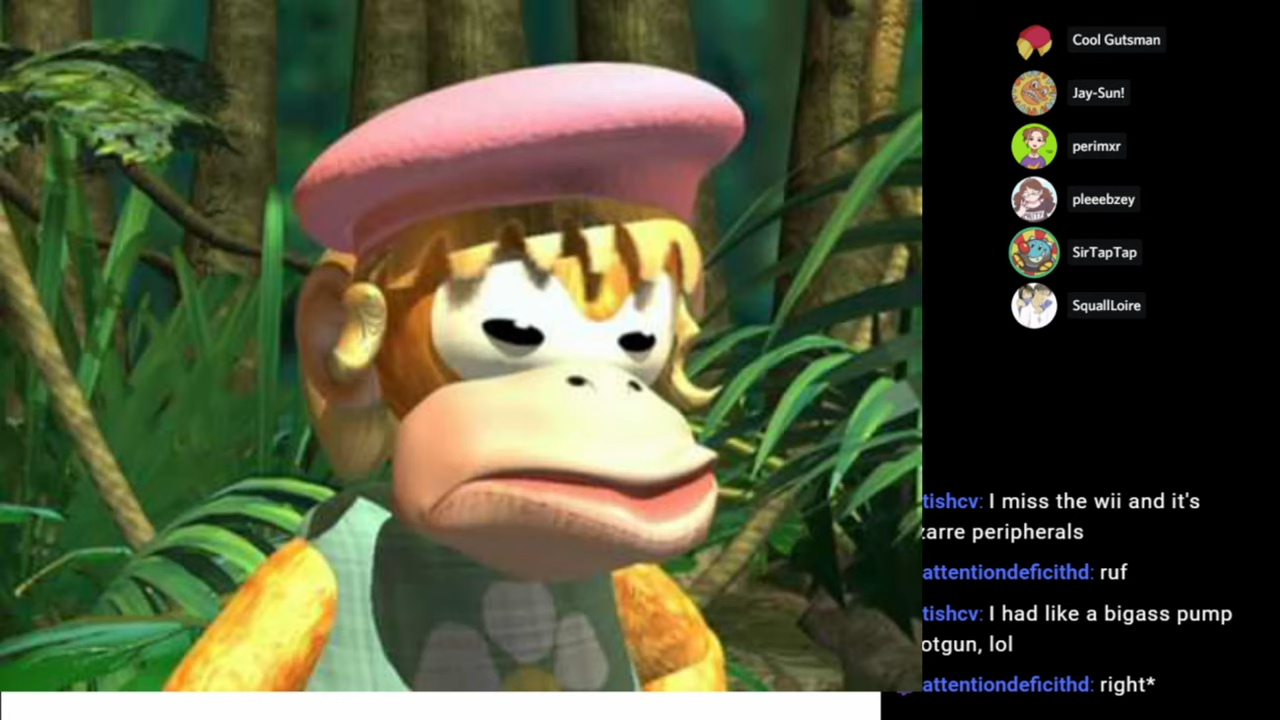 Cool Gutsman
Jay-Sun!
perimxr
pleeebzey
SirTapTap
SquallLoire
tishcv: I miss the wii and it's
zarre peripherals
attentiondeficithd: ruf
tishcv: I had like a bigass pump
otgun, lol
attentiondeficithd: right*